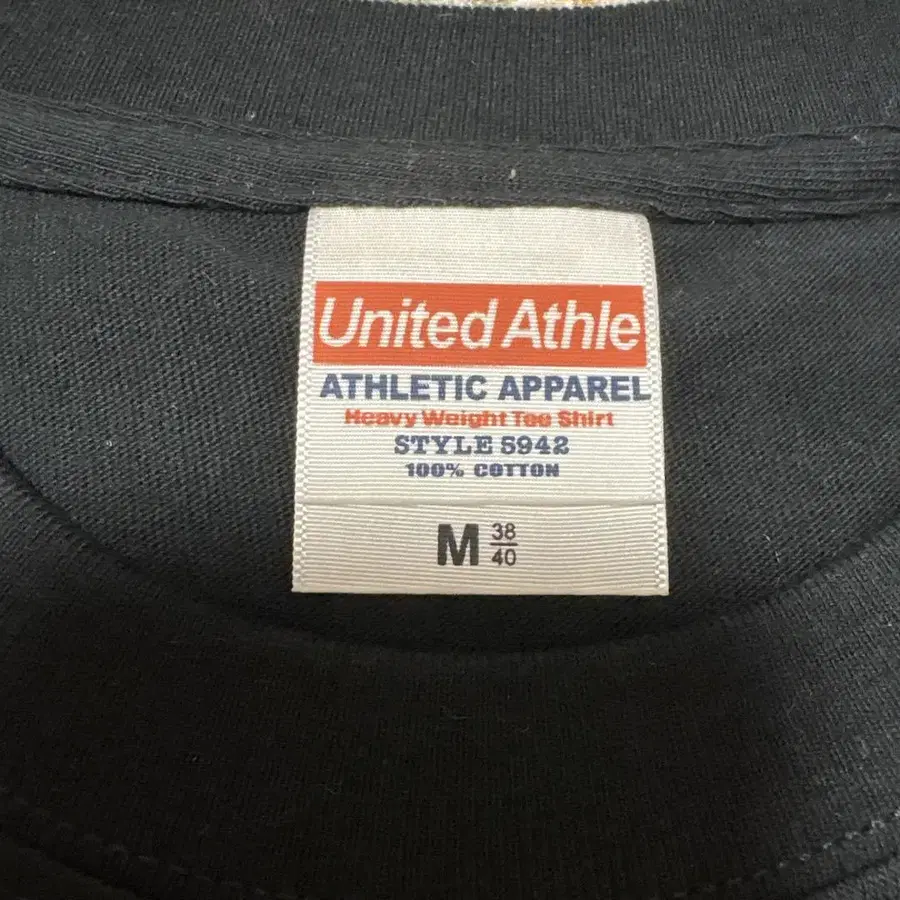 United Athle
ATHLETIC APPAREL
Heavy Weight Tee Shirt
STYLE 5942
100% COTTON
M 38
40